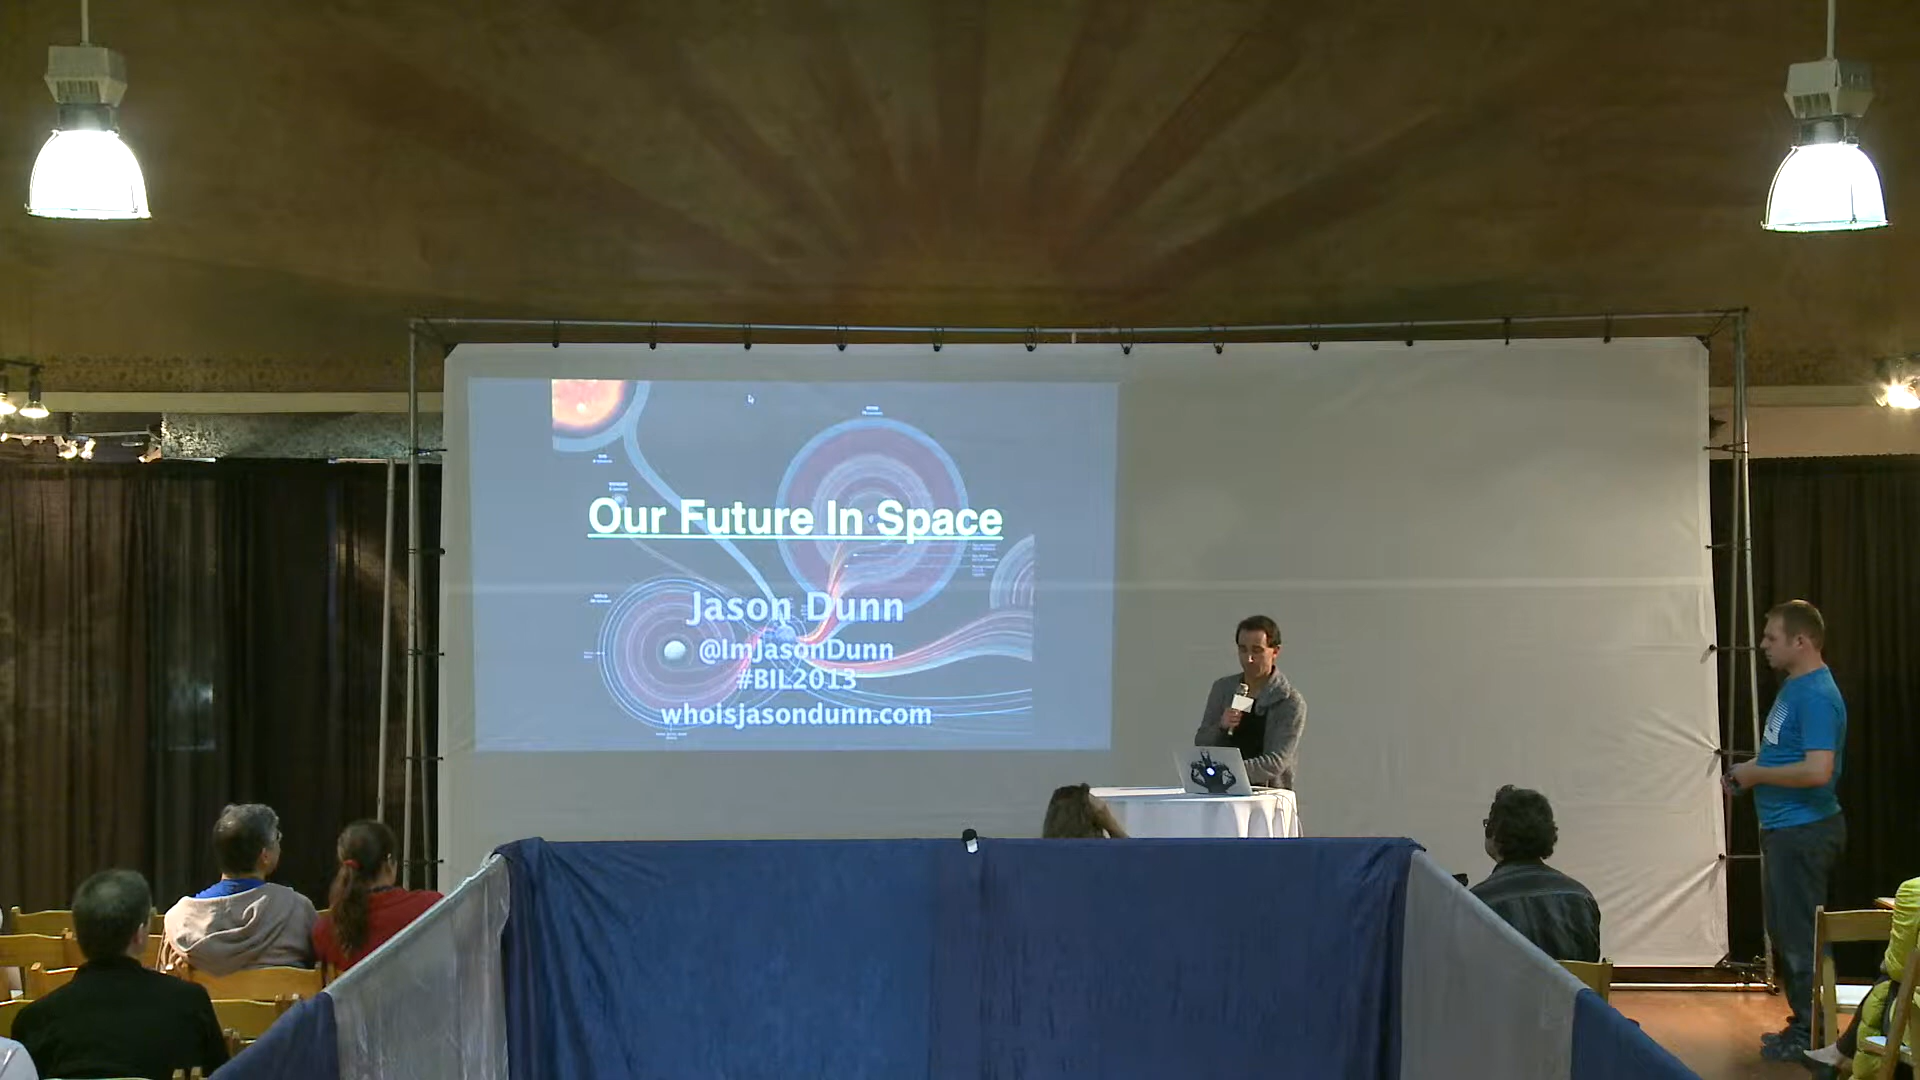 Our Future In Space
Jason Dunn
@ImJasonDunn
#BIL2013
whoisjasondunn.com